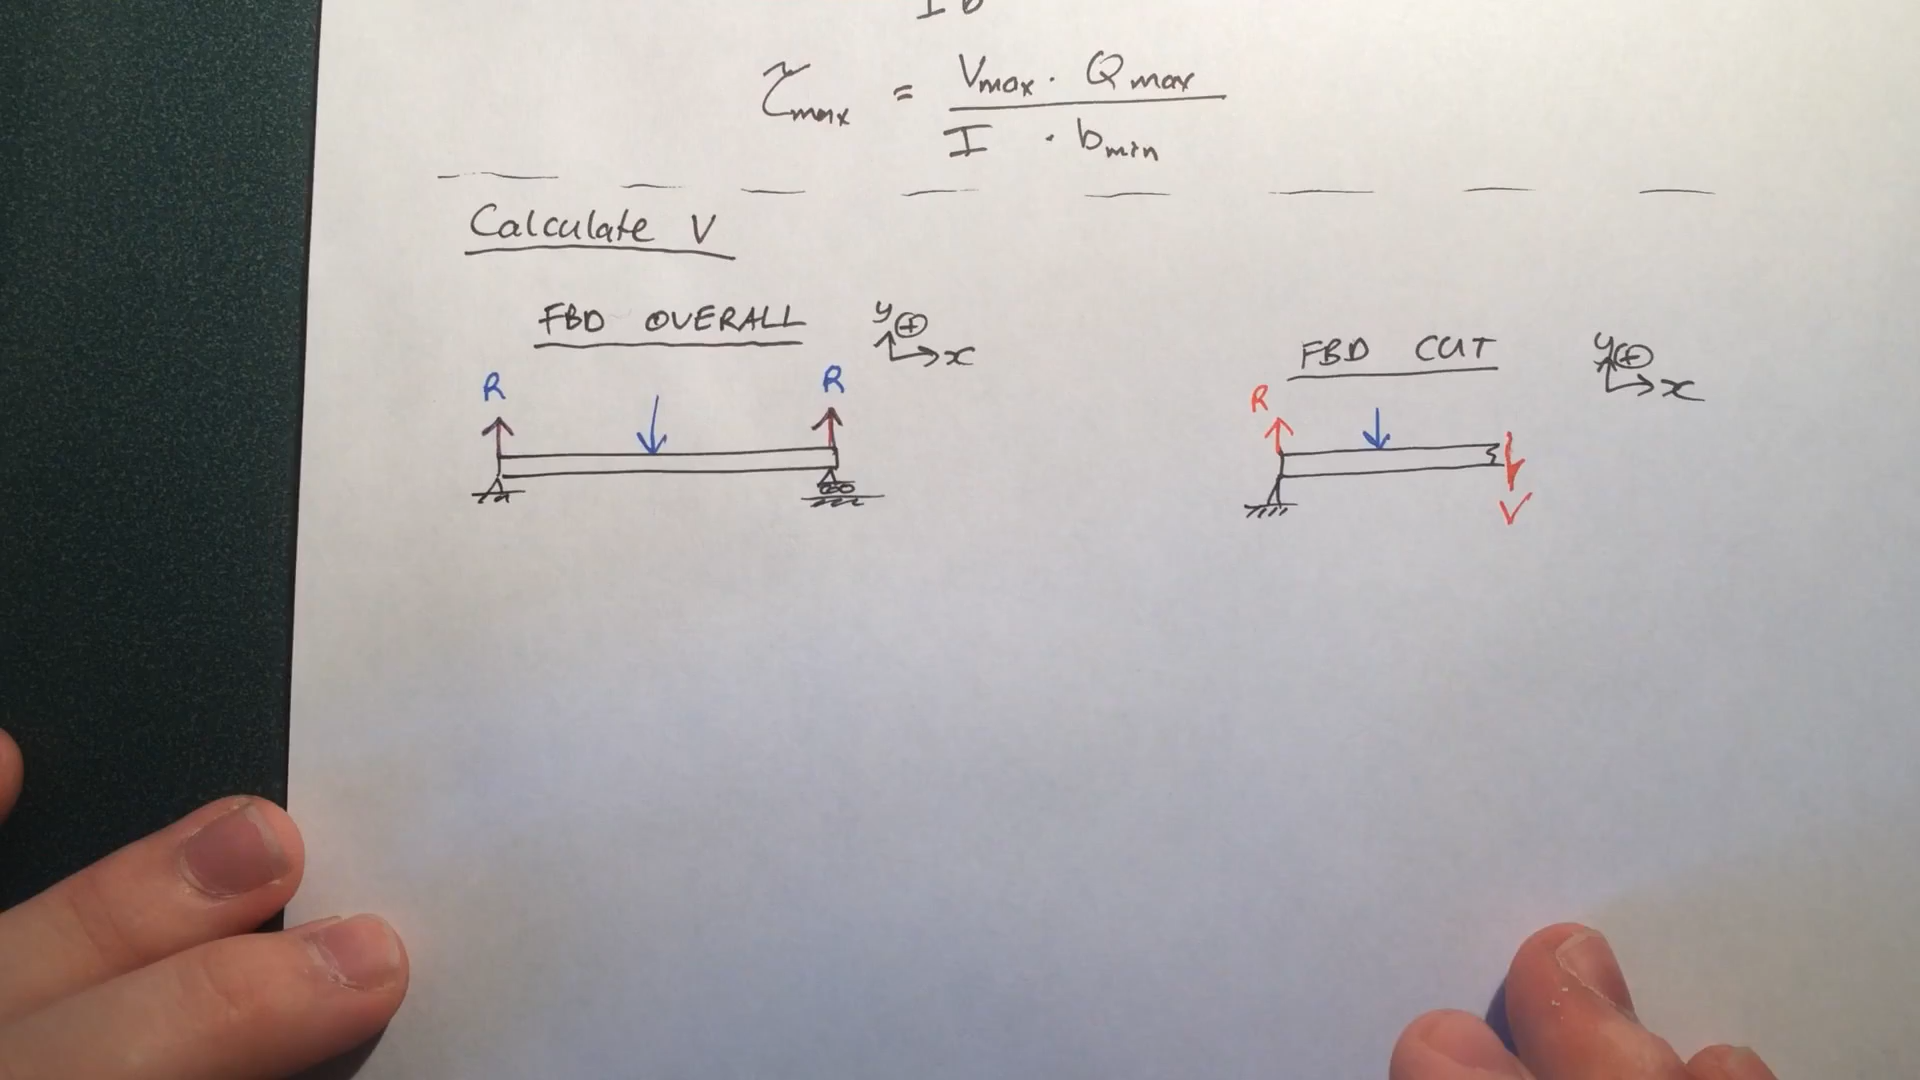 I b
τmax = Vmax · Qmax
I · bmin
Calculate V
FBD OVERALL y ⊕ x
FBD CUT y ⊕ x
R R
R
V